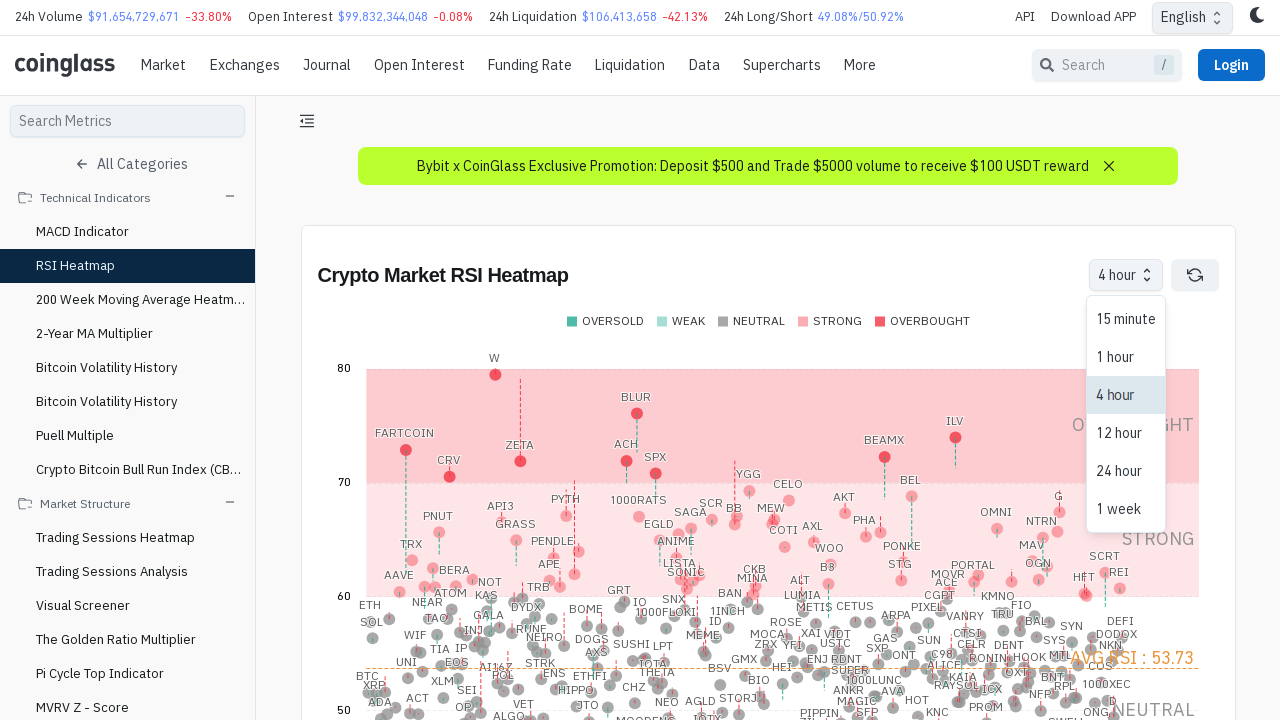 24h Volume $91,654,729,671 -33.80% Open Interest $99,832,344,048 -0.08% 24h Liquidation $106,413,658 -42.13% 24h Long/Short 49.08%/50.92% API Download APP English
coinglass Market Exchanges Journal Open Interest Funding Rate Liquidation Data Supercharts More Search / Login
Search Metrics
All Categories
Technical Indicators
MACD Indicator
RSI Heatmap
200 Week Moving Average Heatm...
2-Year MA Multiplier
Bitcoin Volatility History
Bitcoin Volatility History
Puell Multiple
Crypto Bitcoin Bull Run Index (CB...
Market Structure
Trading Sessions Heatmap
Trading Sessions Analysis
Visual Screener
The Golden Ratio Multiplier
Pi Cycle Top Indicator
MVRV Z - Score
Bybit x CoinGlass Exclusive Promotion: Deposit $500 and Trade $5000 volume to receive $100 USDT reward
Crypto Market RSI Heatmap
4 hour
15 minute
1 hour
4 hour
12 hour
24 hour
1 week
OVERSOLD WEAK NEUTRAL STRONG OVERBOUGHT
W
80
BLUR
ILV
FARTCOIN
ZETA ACH BEAMX
CRV SPX
70
YGG CELO BEL
PYTH 1000RATS AKT G
API3 SCR BB MEW OMNI
PNUT GRASS EGLD SAGA COTI AXL PHA NTRN
TRX PENDLE ANIME WOO PONKE MAV
STRONG
AAVE BERA APE LISTA SONIC CKB MINA B8 STG PORTAL OGN SCRT
NOT TRB ALT MOVR ACE HFT REI
60
ATOM KAS GRT BAN LUMIA CGPT KMNO
ETH NEAR DYDX BOME IO SNX 1000FLOKI 1INCH METIS CETUS PIXEL FIO
SOL TAO GALA ID ROSE ARPA VANRY TRU BAL DEFI
WIF INJ RUNE NEIRO DOGS SUSHI MEME MOCA XAI VIDT GAS SUN CTSI SYN DODOX
TIA IP AXS LPT ZRX YFI USTC SXP CELR DENT SYS NKN
AVG RSI : 53.73
UNI EOS STRK IOTA GMX ENJ RDNT CONT C98 RONIN HOOK MTL COS
BTC XLM AI16Z POL ENS ETHFI THETA BSV HEI SUPER ALICE KAIA OXT BNT
XRP SEI HIPPO CHZ BIO 1000LUNC RAYSOL ICX RPL 1000XEC
ADA ACT OP VET JTO NEO AGLD STORJ ANKR MAGIC AVA HOT PROM NFP
50
ALGO PIPPIN SFP KNC ONG D NEUTRAL